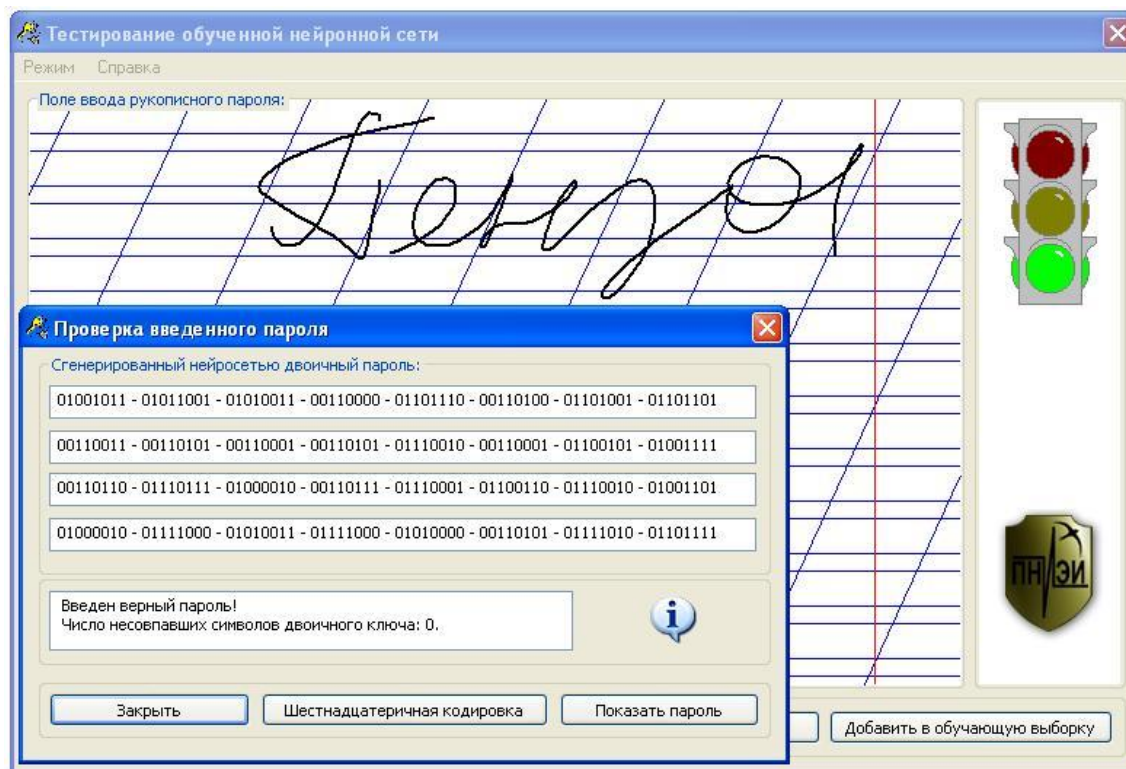 Тестирование обученной нейронной сети
Режим Справка
Поле ввода рукописного пароля:
Пенза
Проверка введенного пароля
Сгенерированный нейросетью двоичный пароль:
01001011 - 01011001 - 01010011 - 00110000 - 01101110 - 00110100 - 01101001 - 01101101
00110011 - 00110101 - 00110001 - 00110101 - 01110010 - 00110001 - 01100101 - 01001111
00110110 - 01110111 - 01000010 - 00110111 - 01110001 - 01100110 - 01110010 - 01001101
01000010 - 01111000 - 01010011 - 01111000 - 01010000 - 00110101 - 01111010 - 01101111
Введен верный пароль!
Число несовпавших символов двоичного ключа: 0.
ПНИЭИ
Закрыть Шестнадцатеричная кодировка Показать пароль
Добавить в обучающую выборку